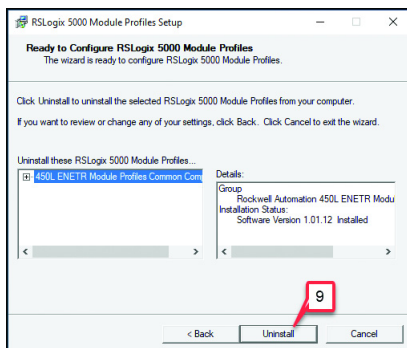 RSLogix 5000 Module Profiles Setup
Ready to Configure RSLogix 5000 Module Profiles
The wizard is ready to configure RSLogix 5000 Module Profiles.
Click Uninstall to uninstall the selected RSLogix 5000 Module Profiles from your computer.
If you want to review or change any of your settings, click Back. Click Cancel to exit the wizard.
Uninstall these RSLogix 5000 Module Profiles...
450L ENETR Module Profiles Common Com
Details:
Group
Rockwell Automation 450L ENETR Modu
Installation Status:
Software Version 1.01.12 Installed
9
< Back
Uninstall
Cancel